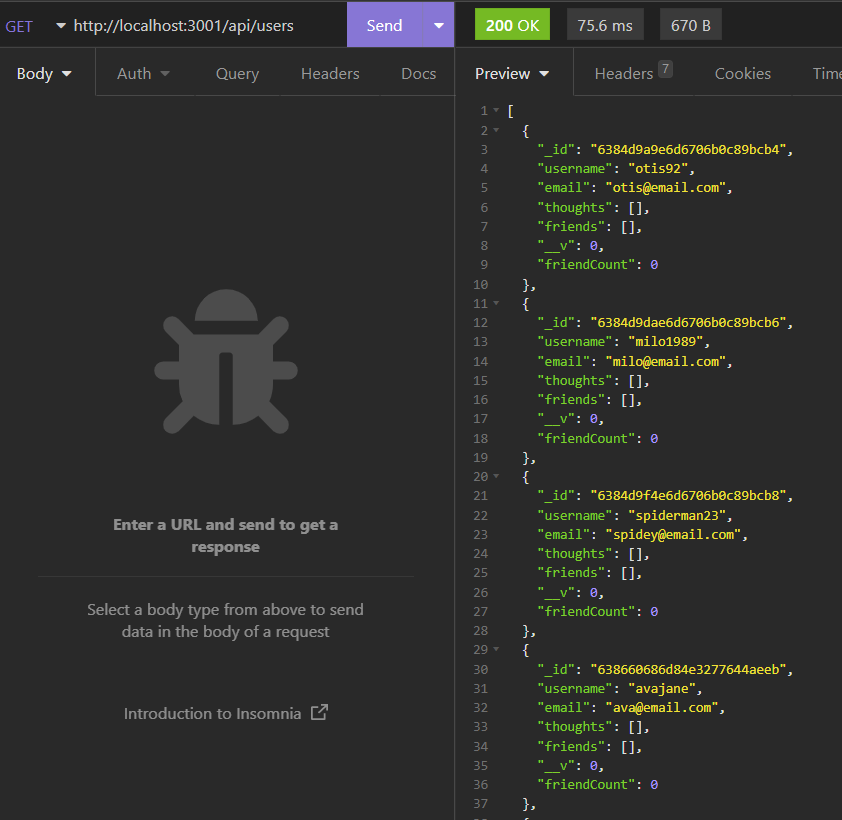 GET http://localhost:3001/api/users Send 200 OK 75.6 ms 670 B
Body Auth Query Headers Docs Preview Headers 7 Cookies
Enter a URL and send to get a
response
Select a body type from above to send
data in the body of a request
Introduction to Insomnia
1 [
2 {
3 "_id": "6384d9a9e6d6706b0c89bcb4",
4 "username": "otis92",
5 "email": "otis@email.com",
6 "thoughts": [],
7 "friends": [],
8 "__v": 0,
9 "friendCount": 0
10 },
11 {
12 "_id": "6384d9dae6d6706b0c89bcb6",
13 "username": "milo1989",
14 "email": "milo@email.com",
15 "thoughts": [],
16 "friends": [],
17 "__v": 0,
18 "friendCount": 0
19 },
20 {
21 "_id": "6384d9f4e6d6706b0c89bcb8",
22 "username": "spiderman23",
23 "email": "spidey@email.com",
24 "thoughts": [],
25 "friends": [],
26 "__v": 0,
27 "friendCount": 0
28 },
29 {
30 "_id": "638660686d84e3277644aeeb",
31 "username": "avajane",
32 "email": "ava@email.com",
33 "thoughts": [],
34 "friends": [],
35 "__v": 0,
36 "friendCount": 0
37 },